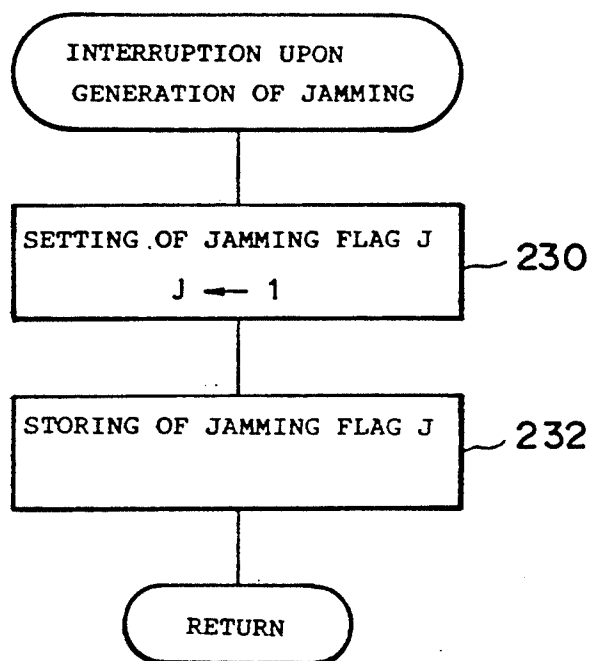 INTERRUPTION UPON
GENERATION OF JAMMING
SETTING OF JAMMING FLAG J
J ← 1
230
STORING OF JAMMING FLAG J
232
RETURN